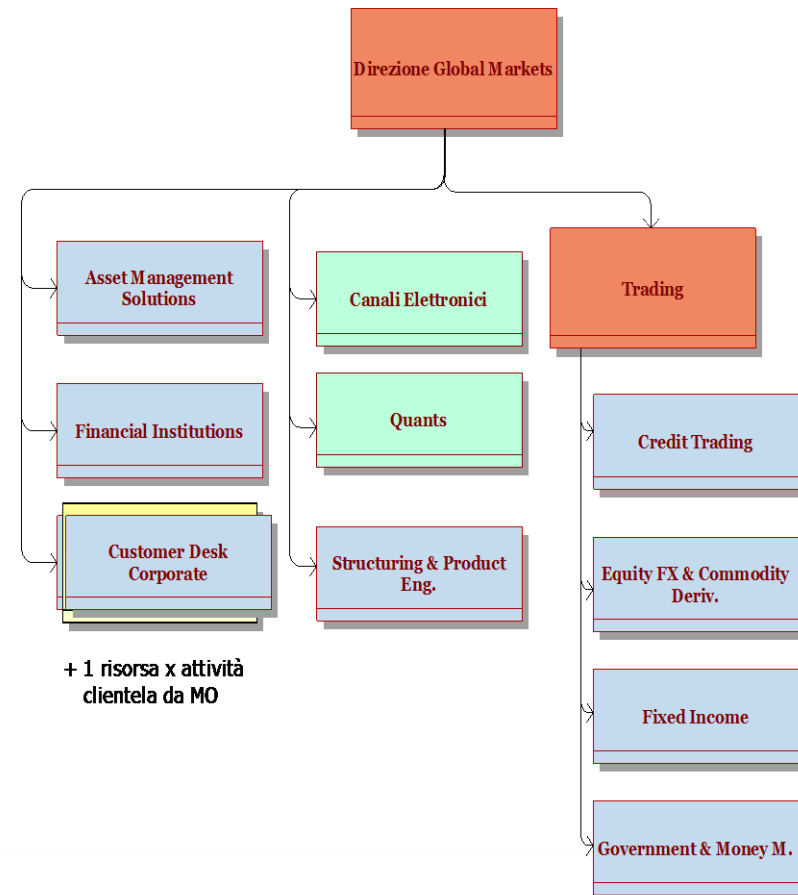 Direzione Global Markets
Asset Management
Solutions
Canali Elettronici
Trading
Financial Institutions
Quants
Credit Trading
Customer Desk
Corporate
Structuring & Product
Eng.
Equity FX & Commodity
Deriv.
+ 1 risorsa x attività
clientela da MO
Fixed Income
Government & Money M.